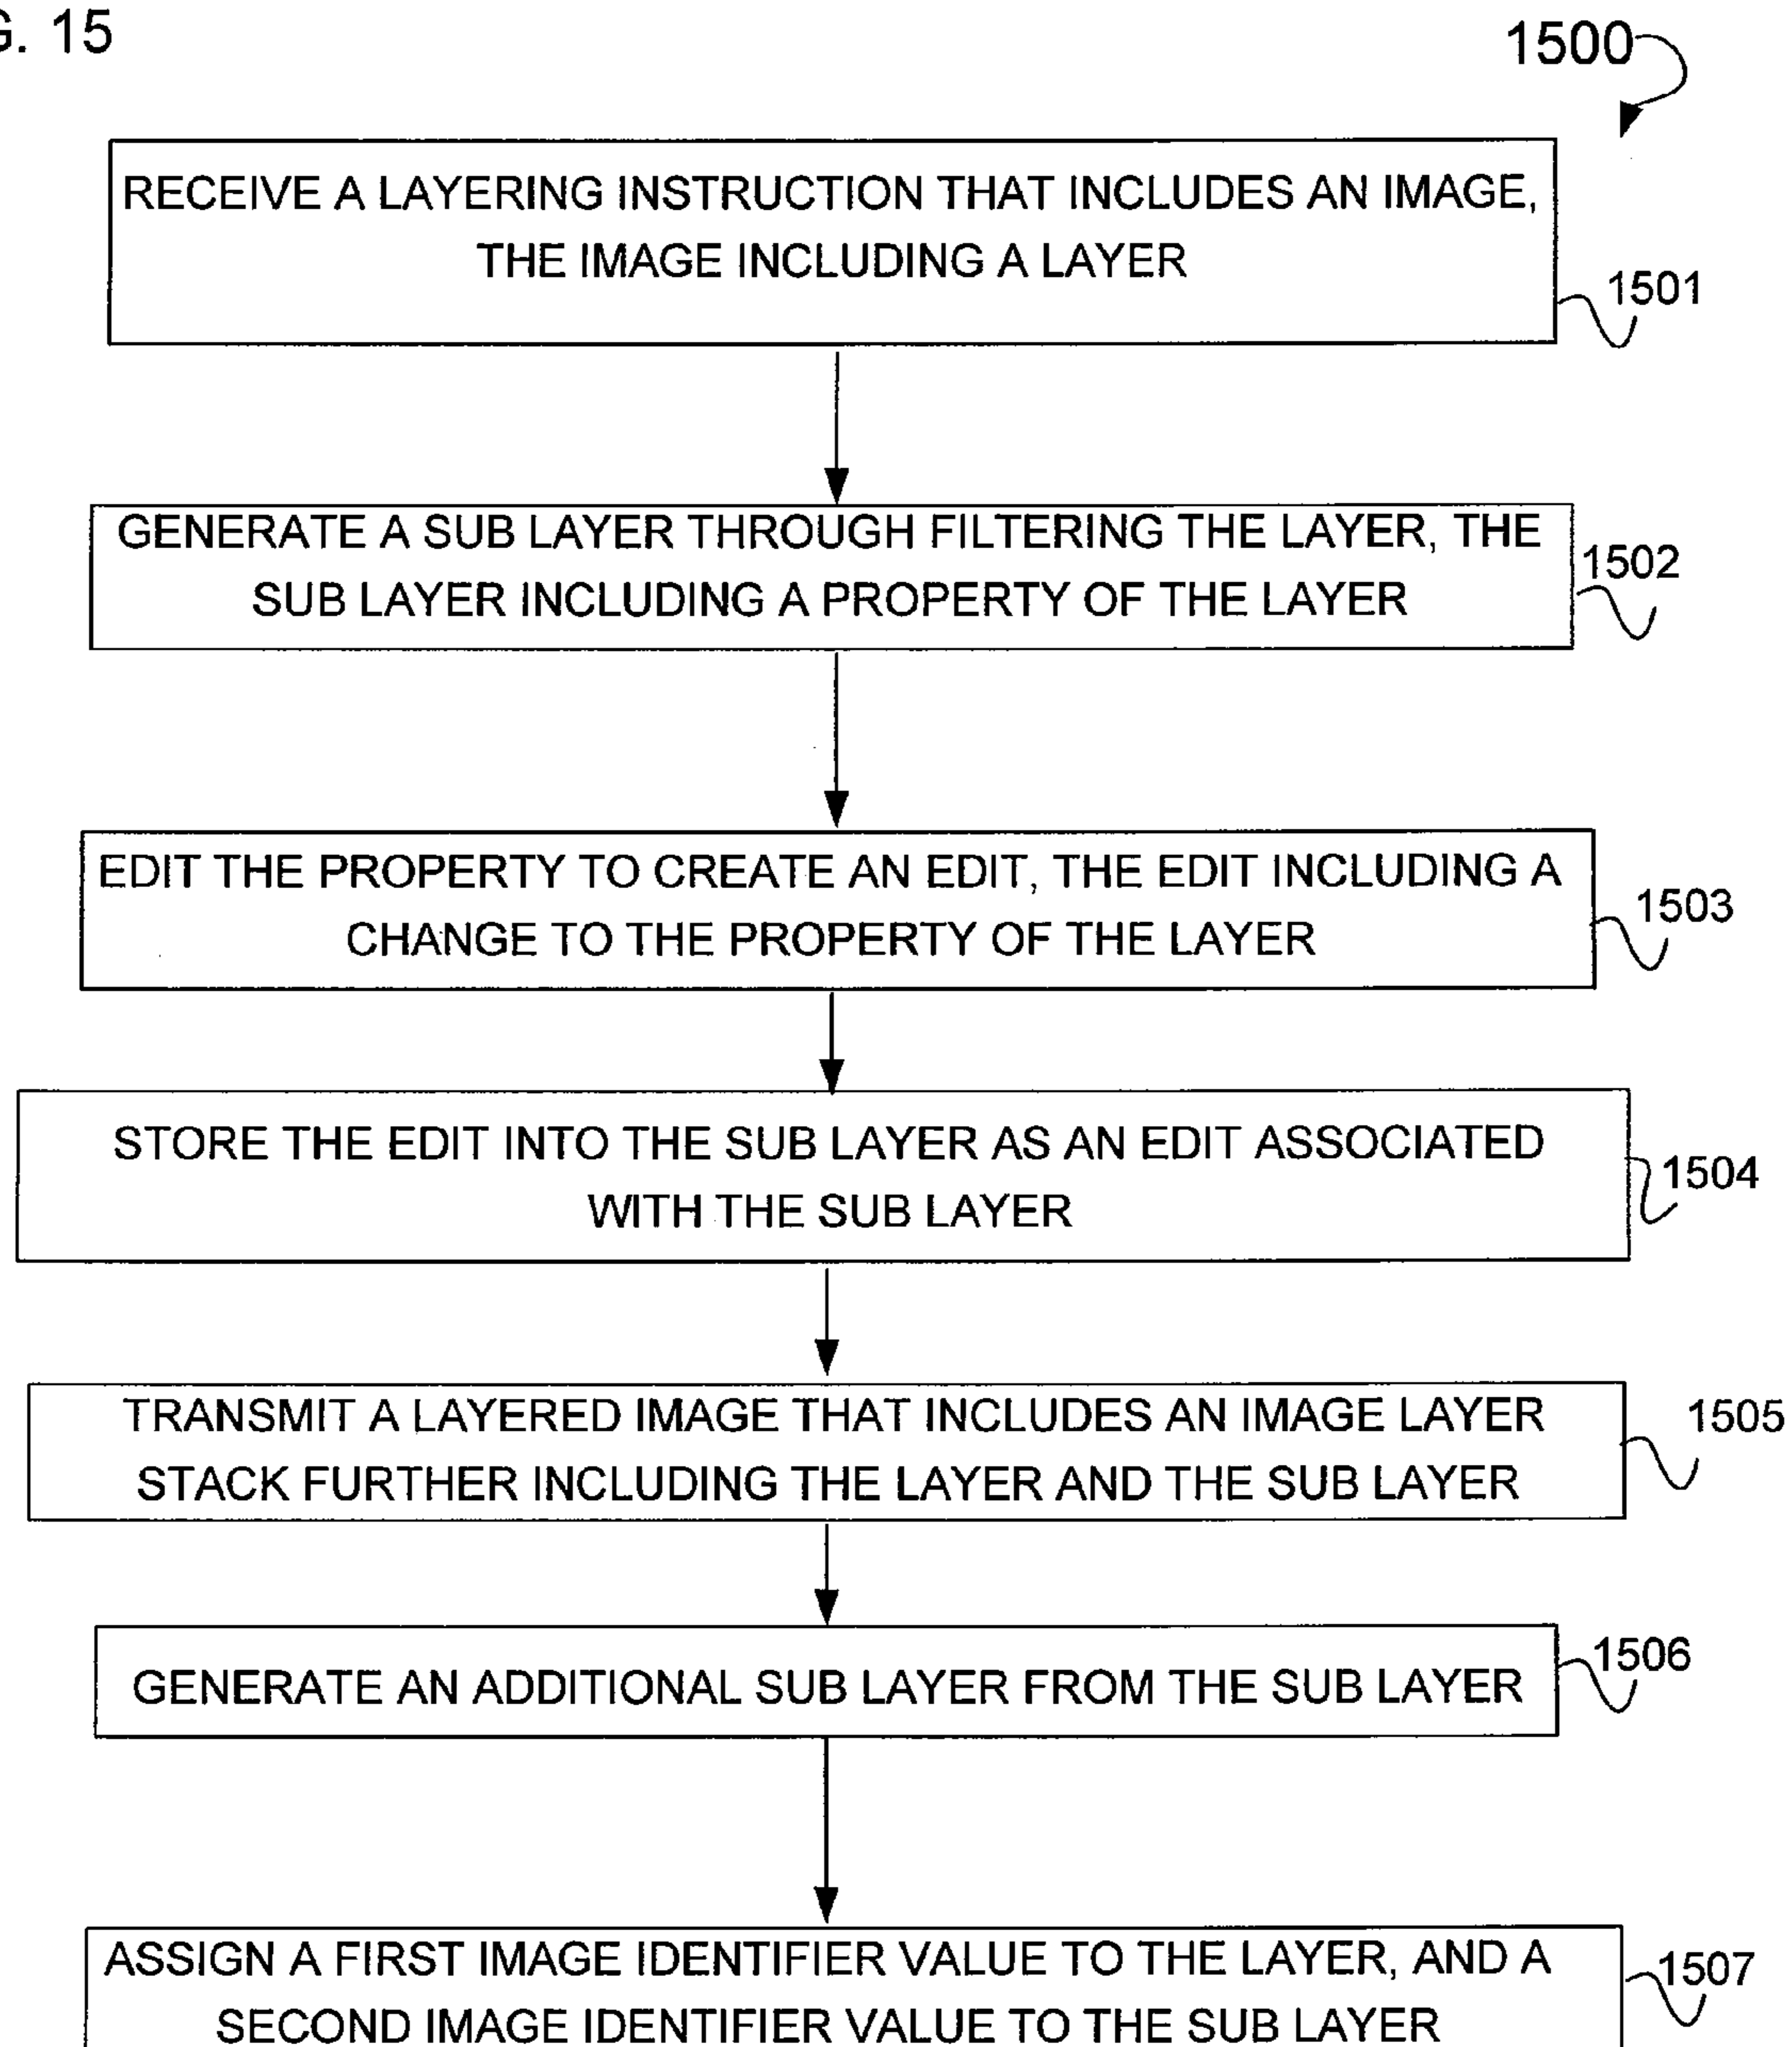 G. 15
1500
RECEIVE A LAYERING INSTRUCTION THAT INCLUDES AN IMAGE,
THE IMAGE INCLUDING A LAYER
1501
GENERATE A SUB LAYER THROUGH FILTERING THE LAYER, THE
SUB LAYER INCLUDING A PROPERTY OF THE LAYER
1502
EDIT THE PROPERTY TO CREATE AN EDIT, THE EDIT INCLUDING A
CHANGE TO THE PROPERTY OF THE LAYER
1503
STORE THE EDIT INTO THE SUB LAYER AS AN EDIT ASSOCIATED
WITH THE SUB LAYER
1504
TRANSMIT A LAYERED IMAGE THAT INCLUDES AN IMAGE LAYER
STACK FURTHER INCLUDING THE LAYER AND THE SUB LAYER
1505
GENERATE AN ADDITIONAL SUB LAYER FROM THE SUB LAYER
1506
ASSIGN A FIRST IMAGE IDENTIFIER VALUE TO THE LAYER, AND A
SECOND IMAGE IDENTIFIER VALUE TO THE SUB LAYER
1507